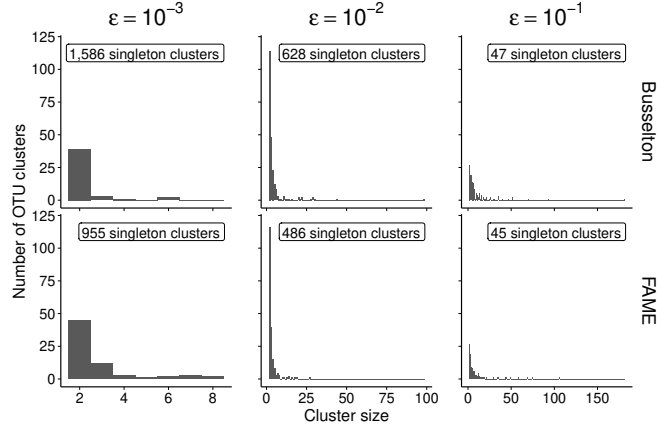 ε = 10⁻³ ε = 10⁻² ε = 10⁻¹
125
100
75
50
25
0
1,586 singleton clusters
628 singleton clusters
47 singleton clusters
Busselton
125
100
75
50
25
0
955 singleton clusters
486 singleton clusters
45 singleton clusters
FAME
Number of OTU clusters
2 4 6 8 0 25 50 75 100 0 50 100 150
Cluster size